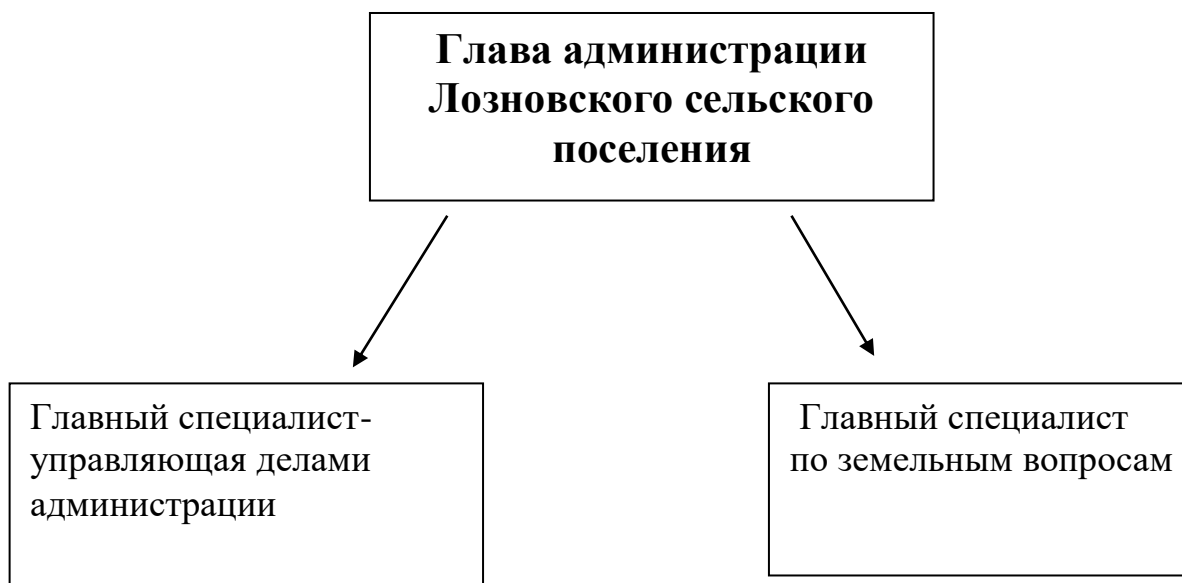 Глава администрации
Лозновского сельского
поселения
Главный специалист-
управляющая делами
администрации
Главный специалист
по земельным вопросам